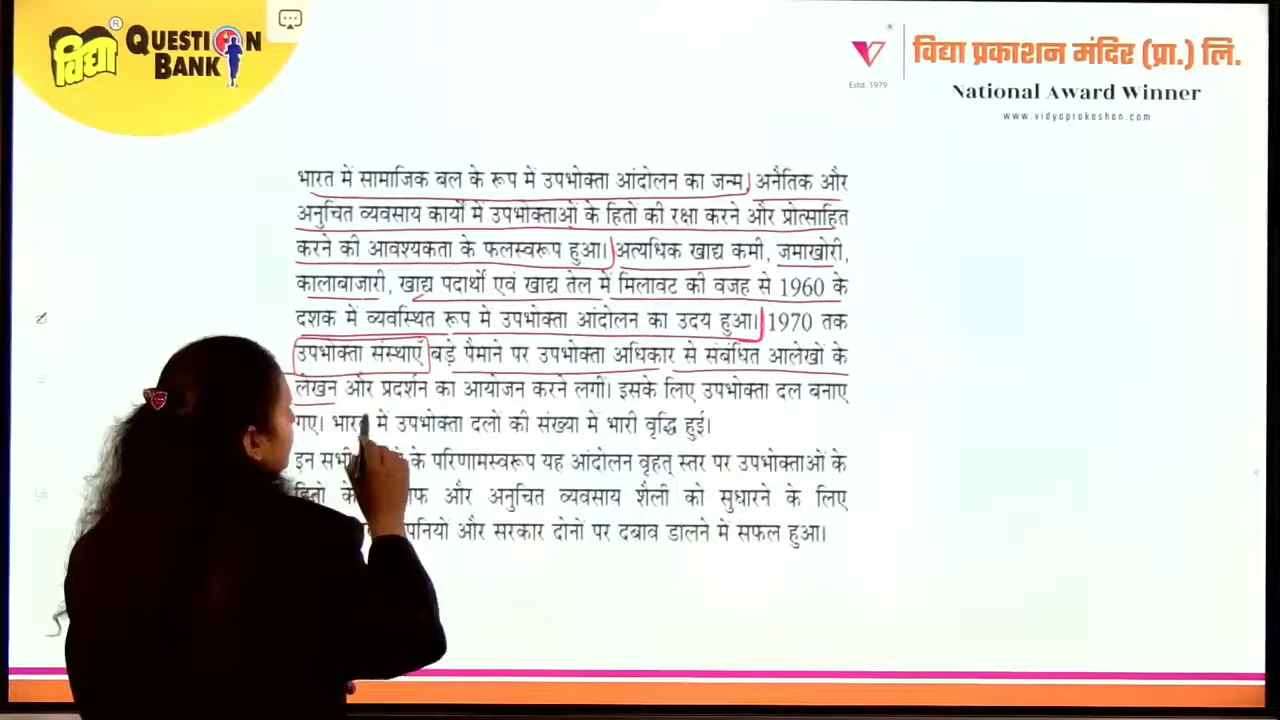 विद्या
®
QUESTION
BANK
Estd. 1979
विद्या प्रकाशन मंदिर (प्रा.) लि.
National Award Winner
www.vidyaprakashan.com
भारत में सामाजिक बल के रूप में उपभोक्ता आंदोलन का जन्म अनैतिक और
अनुचित व्यवसाय कार्यों में उपभोक्ताओं के हितों की रक्षा करने और प्रोत्साहित
करने की आवश्यकता के फलस्वरूप हुआ। अत्यधिक खाद्य कमी, जमाखोरी,
कालाबाजारी, खाद्य पदार्थों एवं खाद्य तेल में मिलावट की वजह से 1960 के
दशक में व्यवस्थित रूप में उपभोक्ता आंदोलन का उदय हुआ। 1970 तक
उपभोक्ता संस्थाएँ बड़े पैमाने पर उपभोक्ता अधिकार से संबंधित आलेखों के
लेखन और प्रदर्शन का आयोजन करने लगीं। इसके लिए उपभोक्ता दल बनाए
गए। भारत में उपभोक्ता दलों की संख्या में भारी वृद्धि हुई।
इन सभी के परिणामस्वरूप यह आंदोलन वृहत् स्तर पर उपभोक्ताओं के
हितों के और अनुचित व्यवसाय शैली को सुधारने के लिए
और सरकार दोनों पर दबाव डालने में सफल हुआ।